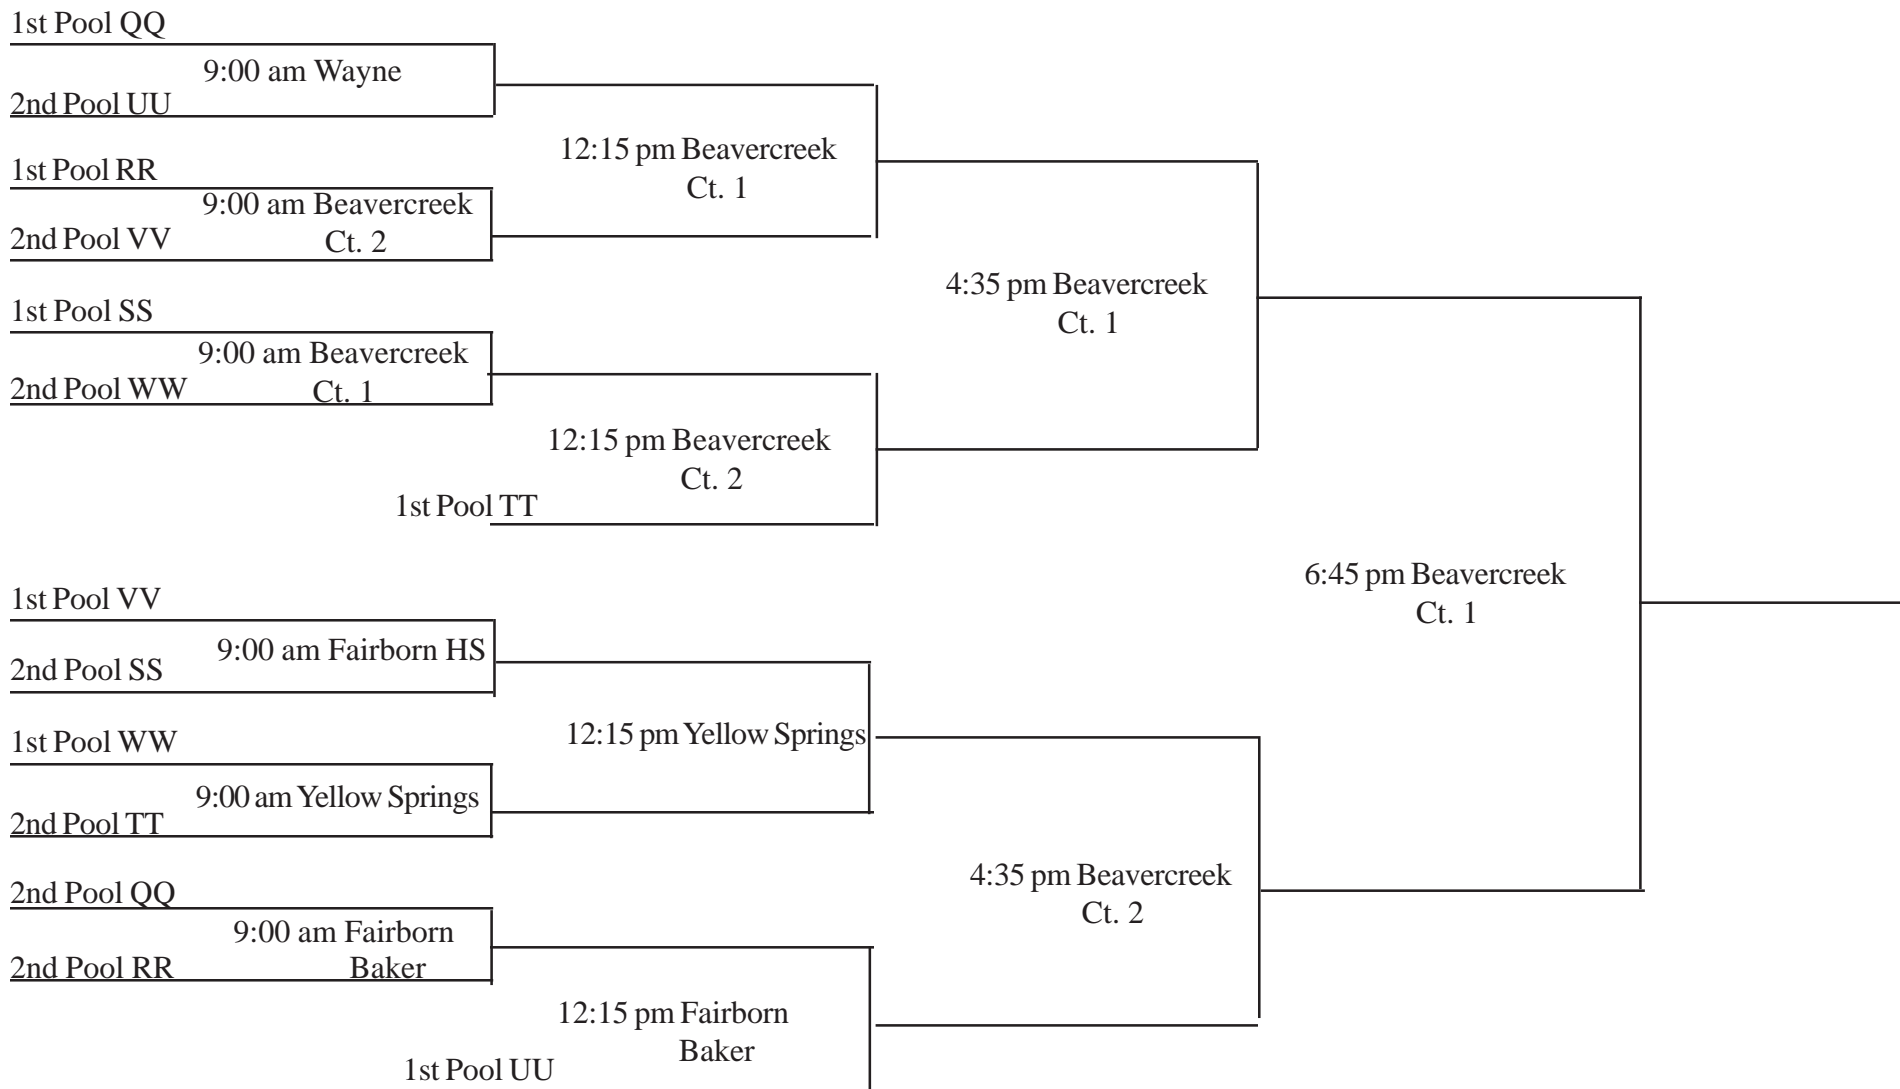 1st Pool QQ
9:00 am Wayne
2nd Pool UU
12:15 pm Beavercreek
Ct. 1
1st Pool RR
9:00 am Beavercreek
Ct. 2
2nd Pool VV
4:35 pm Beavercreek
Ct. 1
1st Pool SS
9:00 am Beavercreek
Ct. 1
2nd Pool WW
12:15 pm Beavercreek
Ct. 2
1st Pool TT
6:45 pm Beavercreek
Ct. 1
1st Pool VV
9:00 am Fairborn HS
2nd Pool SS
12:15 pm Yellow Springs
1st Pool WW
9:00 am Yellow Springs
2nd Pool TT
4:35 pm Beavercreek
Ct. 2
2nd Pool QQ
9:00 am Fairborn
Baker
2nd Pool RR
12:15 pm Fairborn
Baker
1st Pool UU